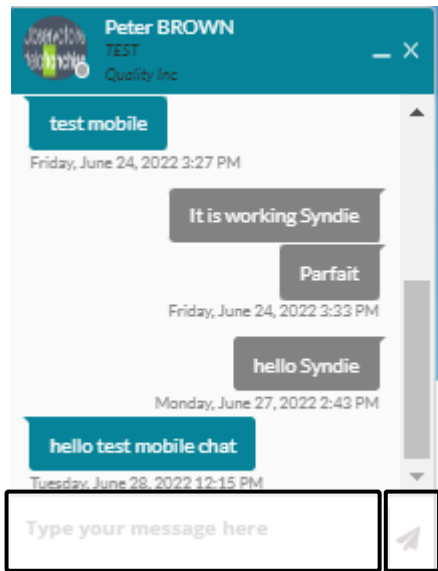 Peter BROWN
TEST
Quality Inc
test mobile
Friday, June 24, 2022 3:27 PM
It is working Syndie
Parfait
Friday, June 24, 2022 3:33 PM
hello Syndie
Monday, June 27, 2022 2:43 PM
hello test mobile chat
Tuesday, June 28, 2022 12:15 PM
Type your message here